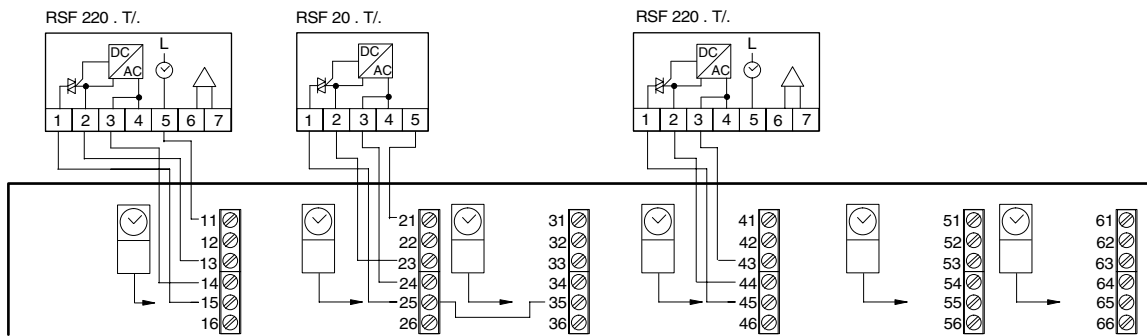 RSF 220 . T/. RSF 20 . T/. RSF 220 . T/.
L L
DC DC DC
AC AC AC
1 2 3 4 5 6 7 1 2 3 4 5 1 2 3 4 5 6 7
11 21 31 41 51 61
12 22 32 42 52 62
13 23 33 43 53 63
14 24 34 44 54 64
15 25 35 45 55 65
16 26 36 46 56 66